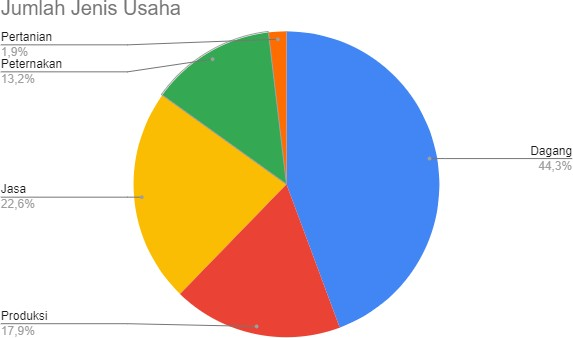 Jumlah Jenis Usaha
Pertanian
1,9%
Peternakan
13,2%
Dagang
44,3%
Jasa
22,6%
Produksi
17,9%